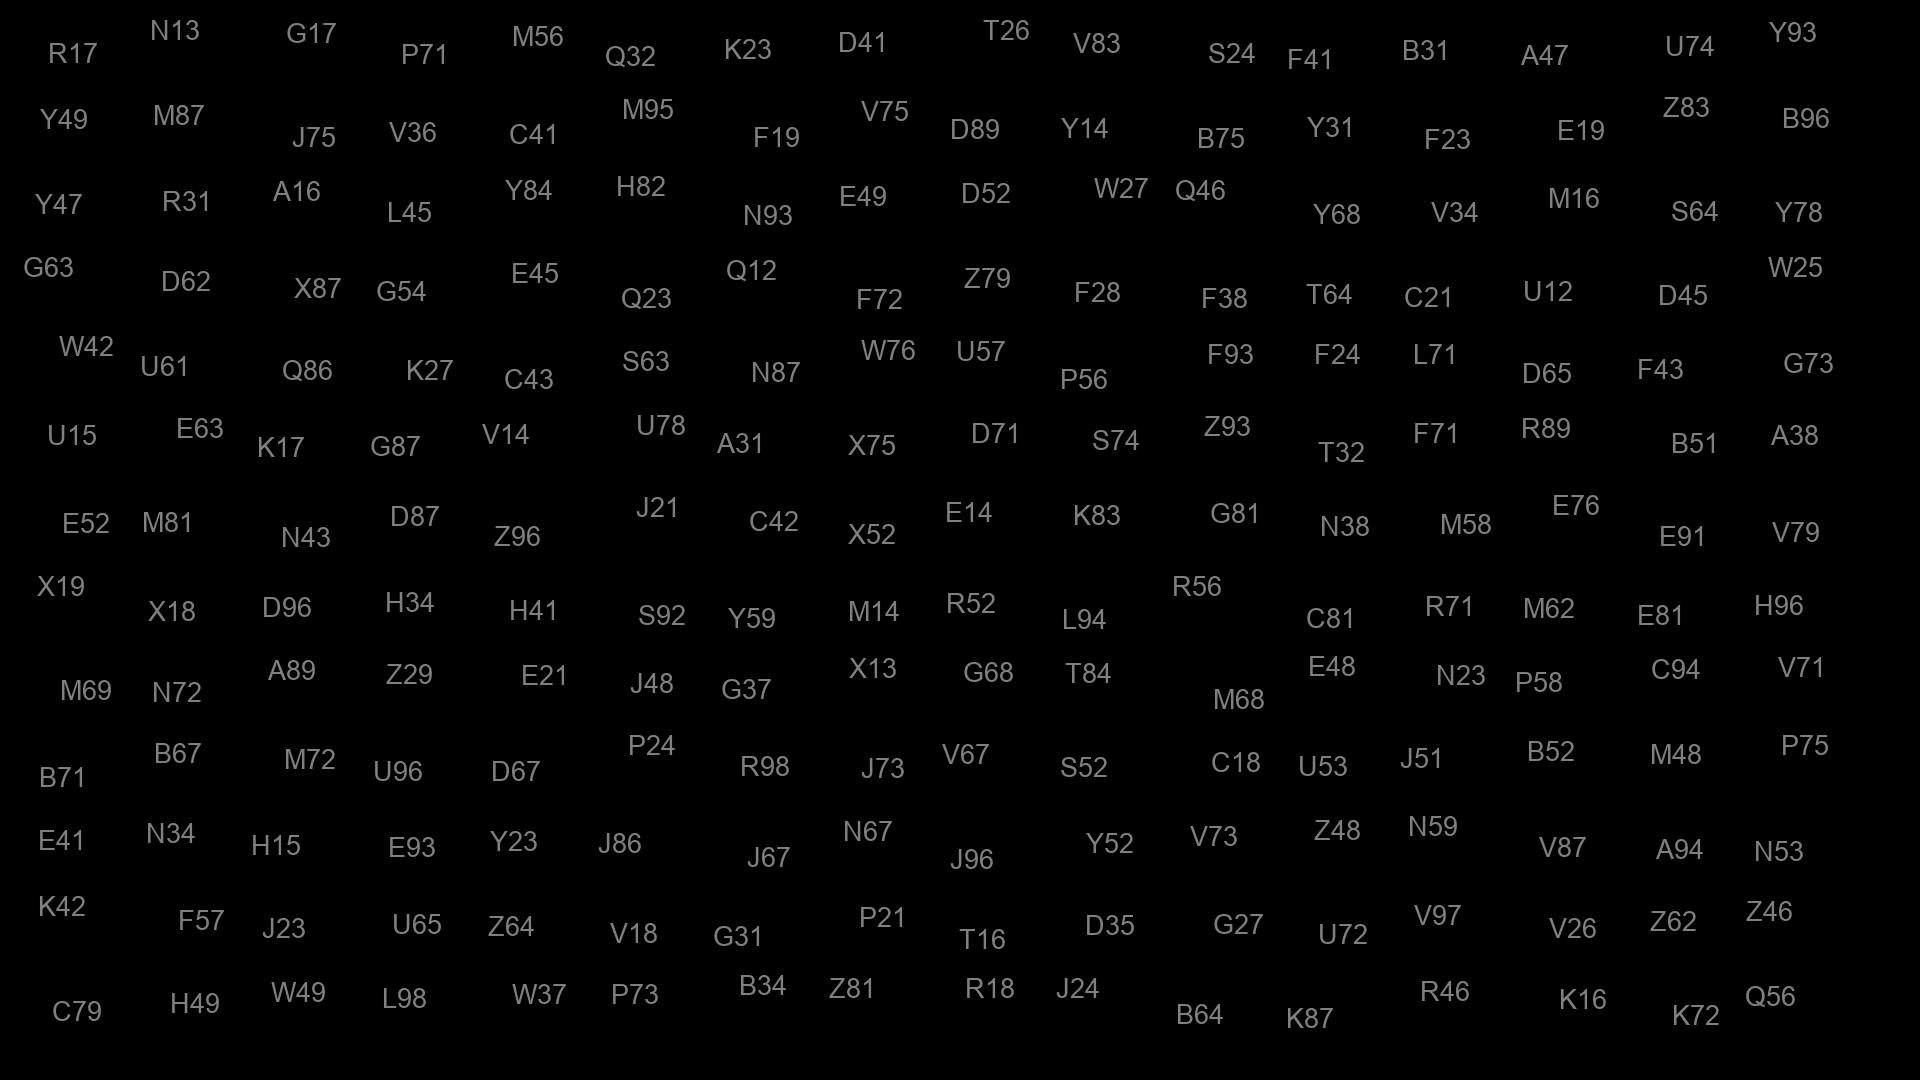 R17 N13 G17 P71 M56 Q32 K23 D41 T26 V83 S24 F41 B31 A47 U74 Y93
Y49 M87 J75 V36 C41 M95 F19 V75 D89 Y14 B75 Y31 F23 E19 Z83 B96
Y47 R31 A16 L45 Y84 H82 N93 E49 D52 W27 Q46 Y68 V34 M16 S64 Y78
G63 D62 X87 G54 E45 Q23 Q12 F72 Z79 F28 F38 T64 C21 U12 D45 W25
W42 U61 Q86 K27 C43 S63 N87 W76 U57 P56 F93 F24 L71 D65 F43 G73
U15 E63 K17 G87 V14 U78 A31 X75 D71 S74 Z93 T32 F71 R89 B51 A38
E52 M81 N43 D87 Z96 J21 C42 X52 E14 K83 G81 N38 M58 E76 E91 V79
X19 X18 D96 H34 H41 S92 Y59 M14 R52 L94 R56 C81 R71 M62 E81 H96
M69 N72 A89 Z29 E21 J48 G37 X13 G68 T84 M68 E48 N23 P58 C94 V71
B71 B67 M72 U96 D67 P24 R98 J73 V67 S52 C18 U53 J51 B52 M48 P75
E41 N34 H15 E93 Y23 J86 J67 N67 J96 Y52 V73 Z48 N59 V87 A94 N53
K42 F57 J23 U65 Z64 V18 G31 P21 T16 D35 G27 U72 V97 V26 Z62 Z46
C79 H49 W49 L98 W37 P73 B34 Z81 R18 J24 B64 K87 R46 K16 K72 Q56